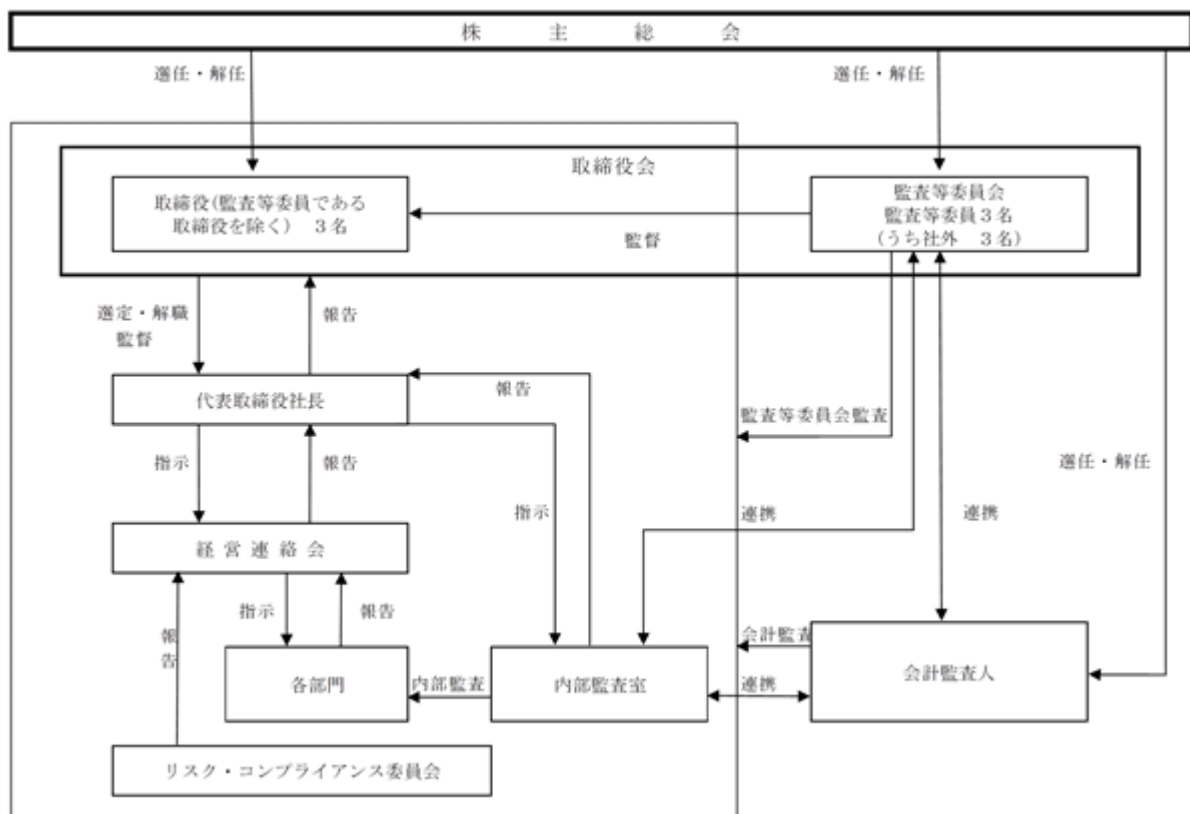 株主総会
選任・解任
選任・解任
取締役会
取締役(監査等委員である
取締役を除く) 3名
監査等委員会
監査等委員3名
(うち社外 3名)
監督
選定・解職
監督
報告
代表取締役社長
報告
監査等委員会監査
選任・解任
指示
報告
指示
連携
連携
経営連絡会
指示
報告
報告
会計監査
各部門
内部監査
内部監査室
連携
会計監査人
リスク・コンプライアンス委員会